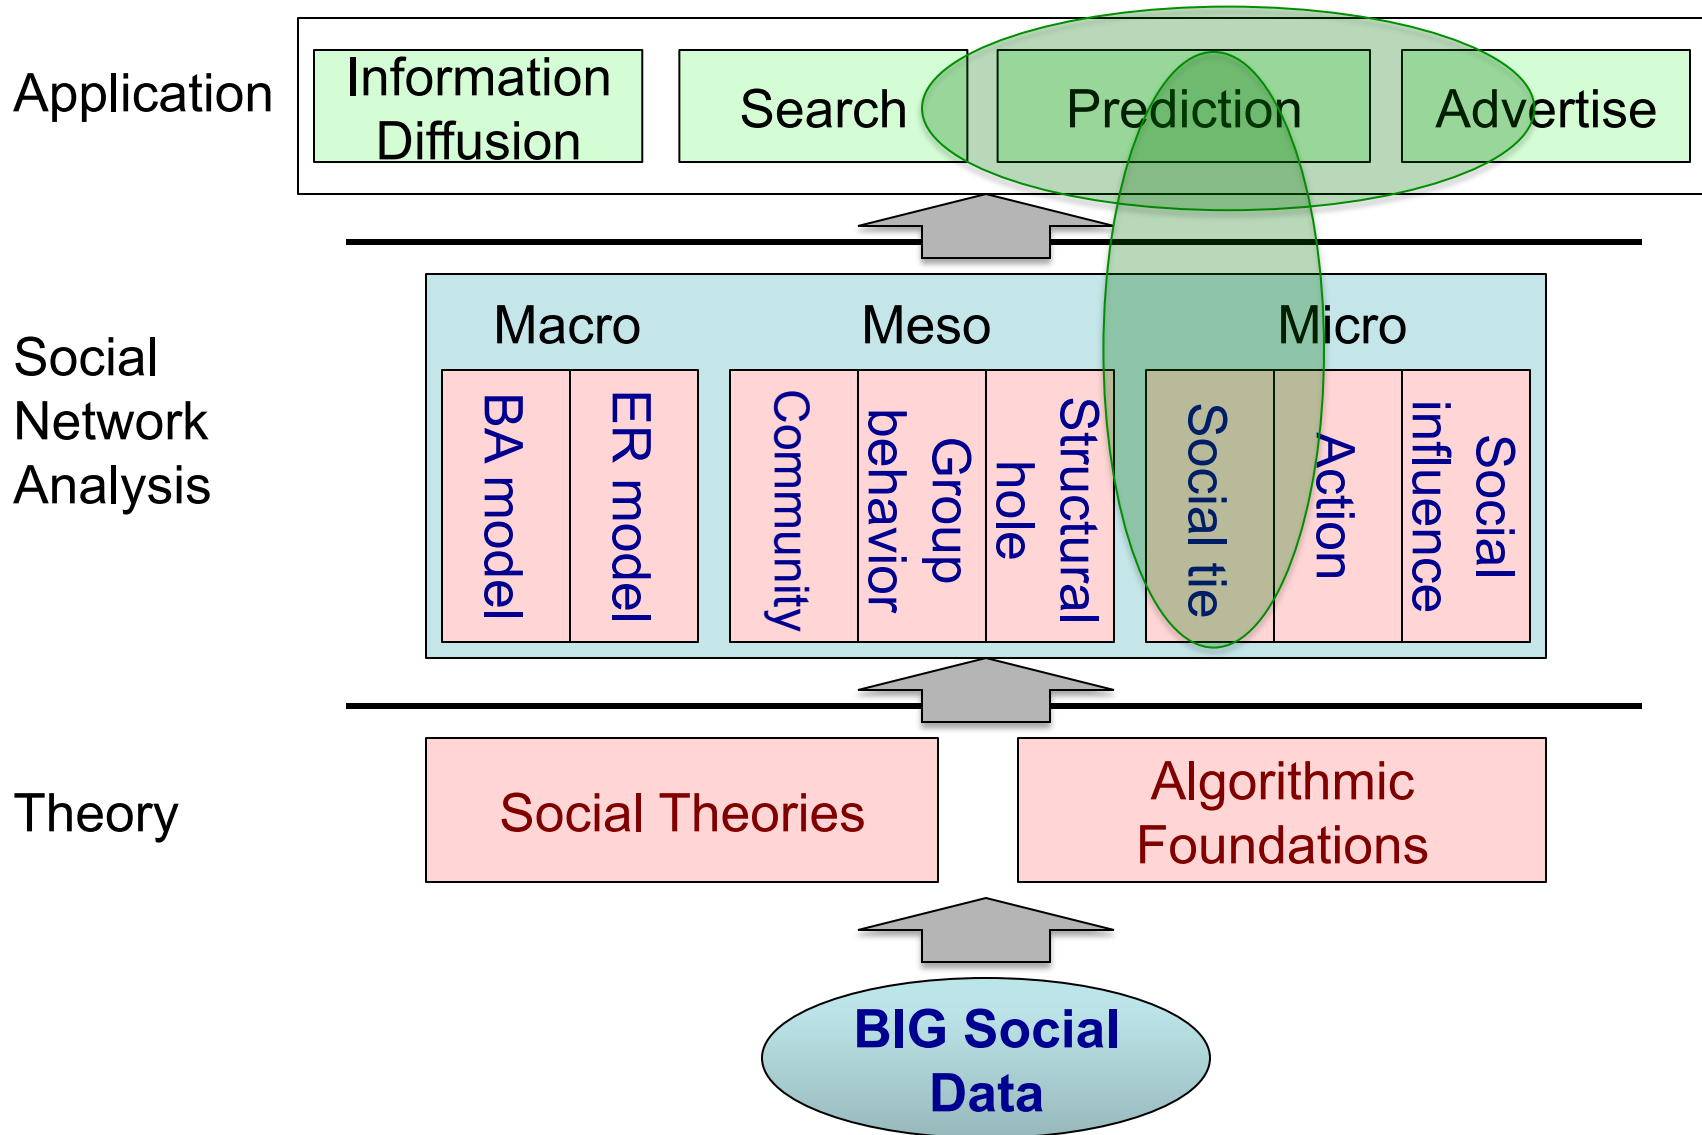 Application
Information
Diffusion
Search
Prediction
Advertise
Social
Network
Analysis
Macro
Meso
Micro
BA model
ER model
Community
Group
behavior
Structural
hole
Social tie
Action
Social
influence
Theory
Social Theories
Algorithmic
Foundations
BIG Social
Data